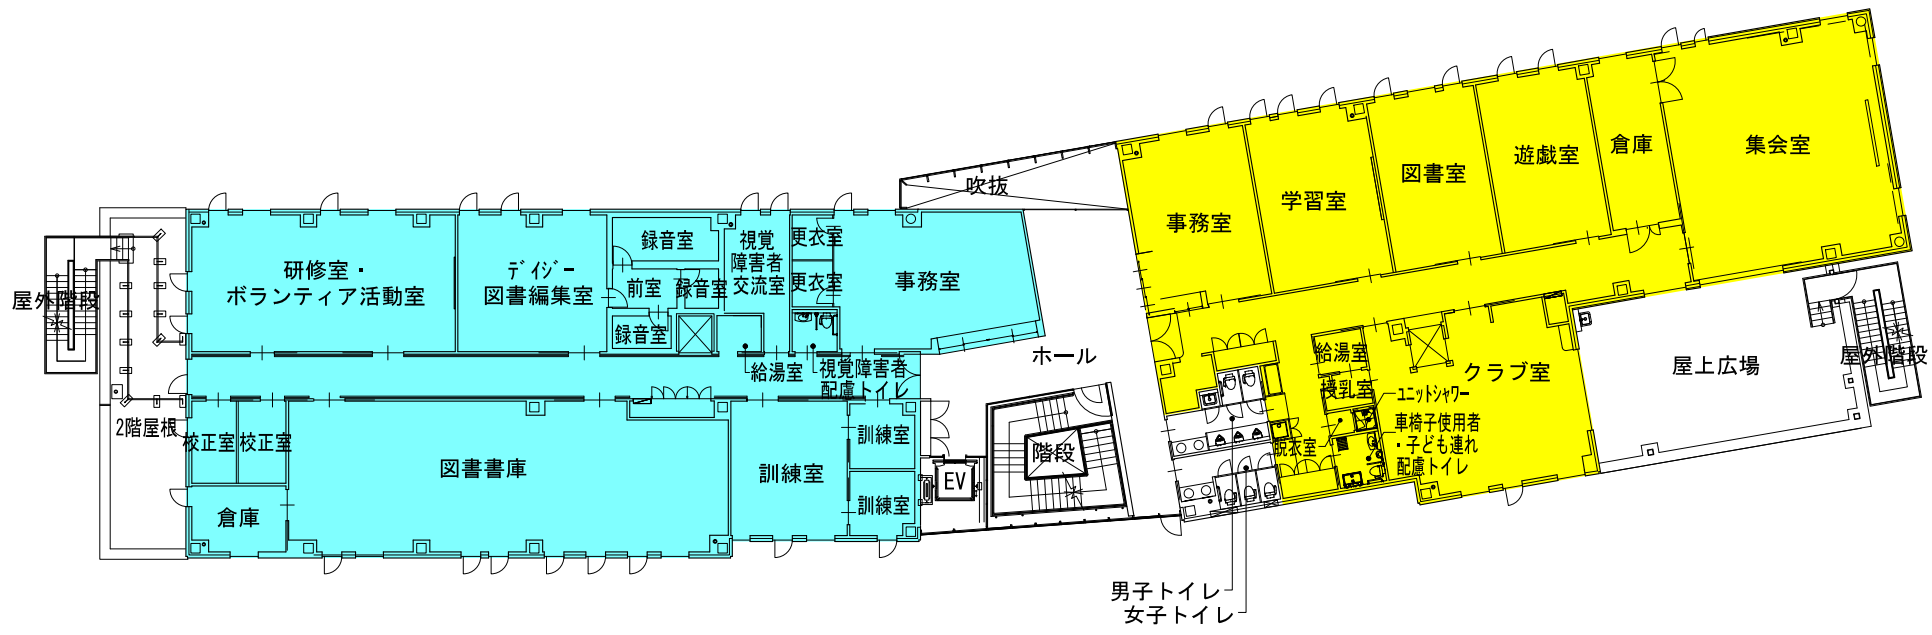 屋外階段
2階屋根
研修室・
ボランティア活動室
デイジー
図書編集室
録音室
前室
録音室
録音室
視覚
障害者
交流室
更衣室
更衣室
事務室
給湯室
視覚障害者
配慮トイレ
校正室
校正室
倉庫
図書書庫
訓練室
訓練室
訓練室
吹抜
ホール
階段
EV
事務室
学習室
図書室
遊戯室
倉庫
集会室
給湯室
授乳室
脱衣室
クラブ室
ユニットシャワー
車椅子使用者
・子ども連れ
配慮トイレ
屋上広場
屋外階段
男子トイレ
女子トイレ